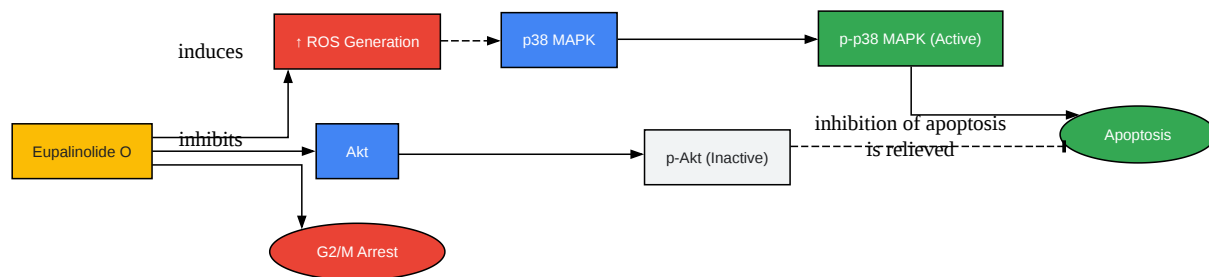 ↑ ROS Generation
p38 MAPK
p-p38 MAPK (Active)
induces
Eupalinolide O
inhibits
Akt
p-Akt (Inactive)
inhibition of apoptosis
is relieved
Apoptosis
G2/M Arrest